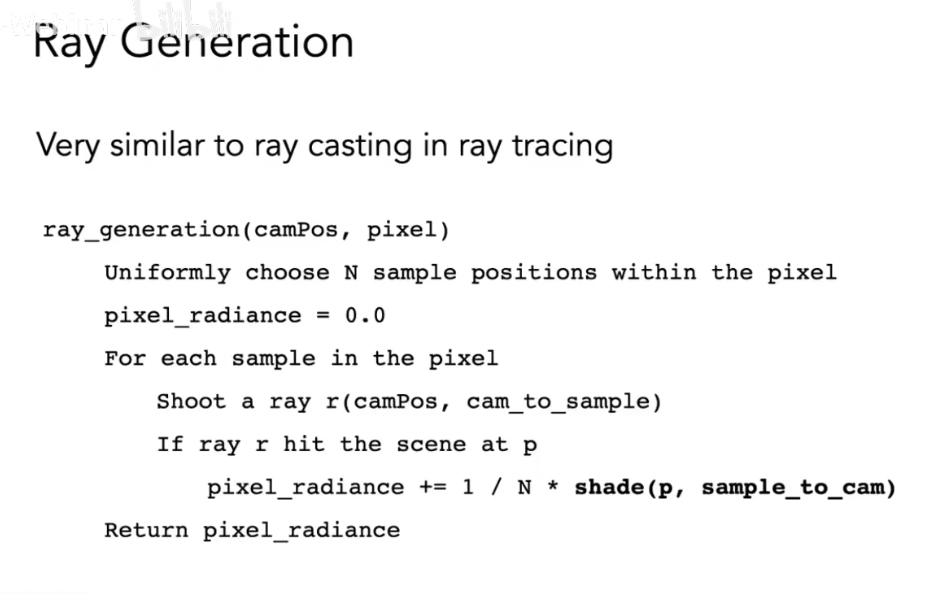 Ray Generation
Very similar to ray casting in ray tracing
ray_generation(camPos, pixel)
Uniformly choose N sample positions within the pixel
pixel_radiance = 0.0
For each sample in the pixel
Shoot a ray r(camPos, cam_to_sample)
If ray r hit the scene at p
pixel_radiance += 1 / N * shade(p, sample_to_cam)
Return pixel_radiance